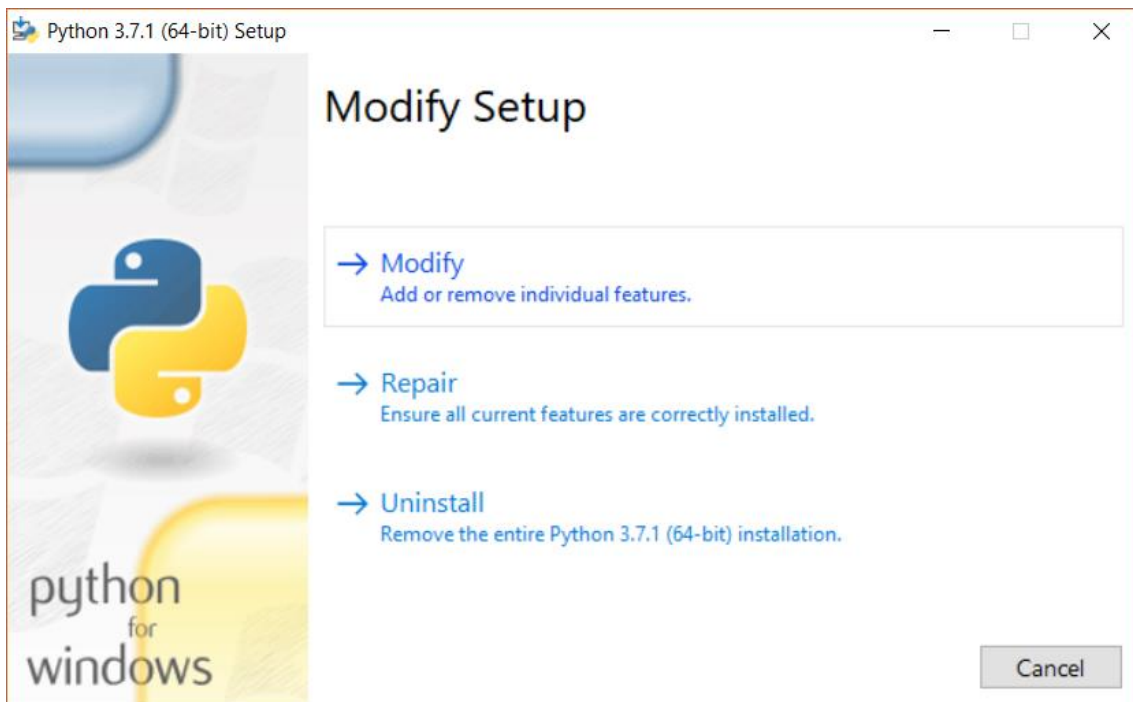 Python 3.7.1 (64-bit) Setup
Modify Setup
Modify
Add or remove individual features.
Repair
Ensure all current features are correctly installed.
Uninstall
Remove the entire Python 3.7.1 (64-bit) installation.
python
for
windows
Cancel